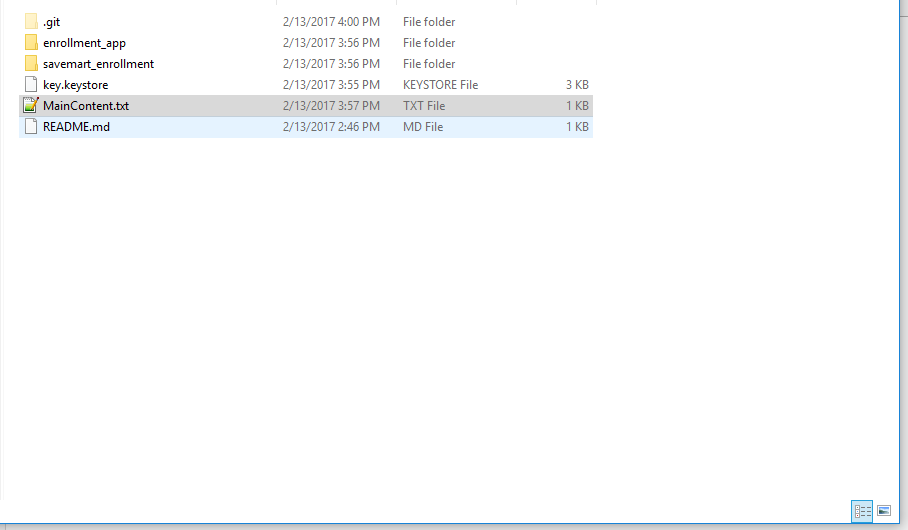 .git 2/13/2017 4:00 PM File folder
enrollment_app 2/13/2017 3:56 PM File folder
savemart_enrollment 2/13/2017 3:56 PM File folder
key.keystore 2/13/2017 3:55 PM KEYSTORE File 3 KB
MainContent.txt 2/13/2017 3:57 PM TXT File 1 KB
README.md 2/13/2017 2:46 PM MD File 1 KB